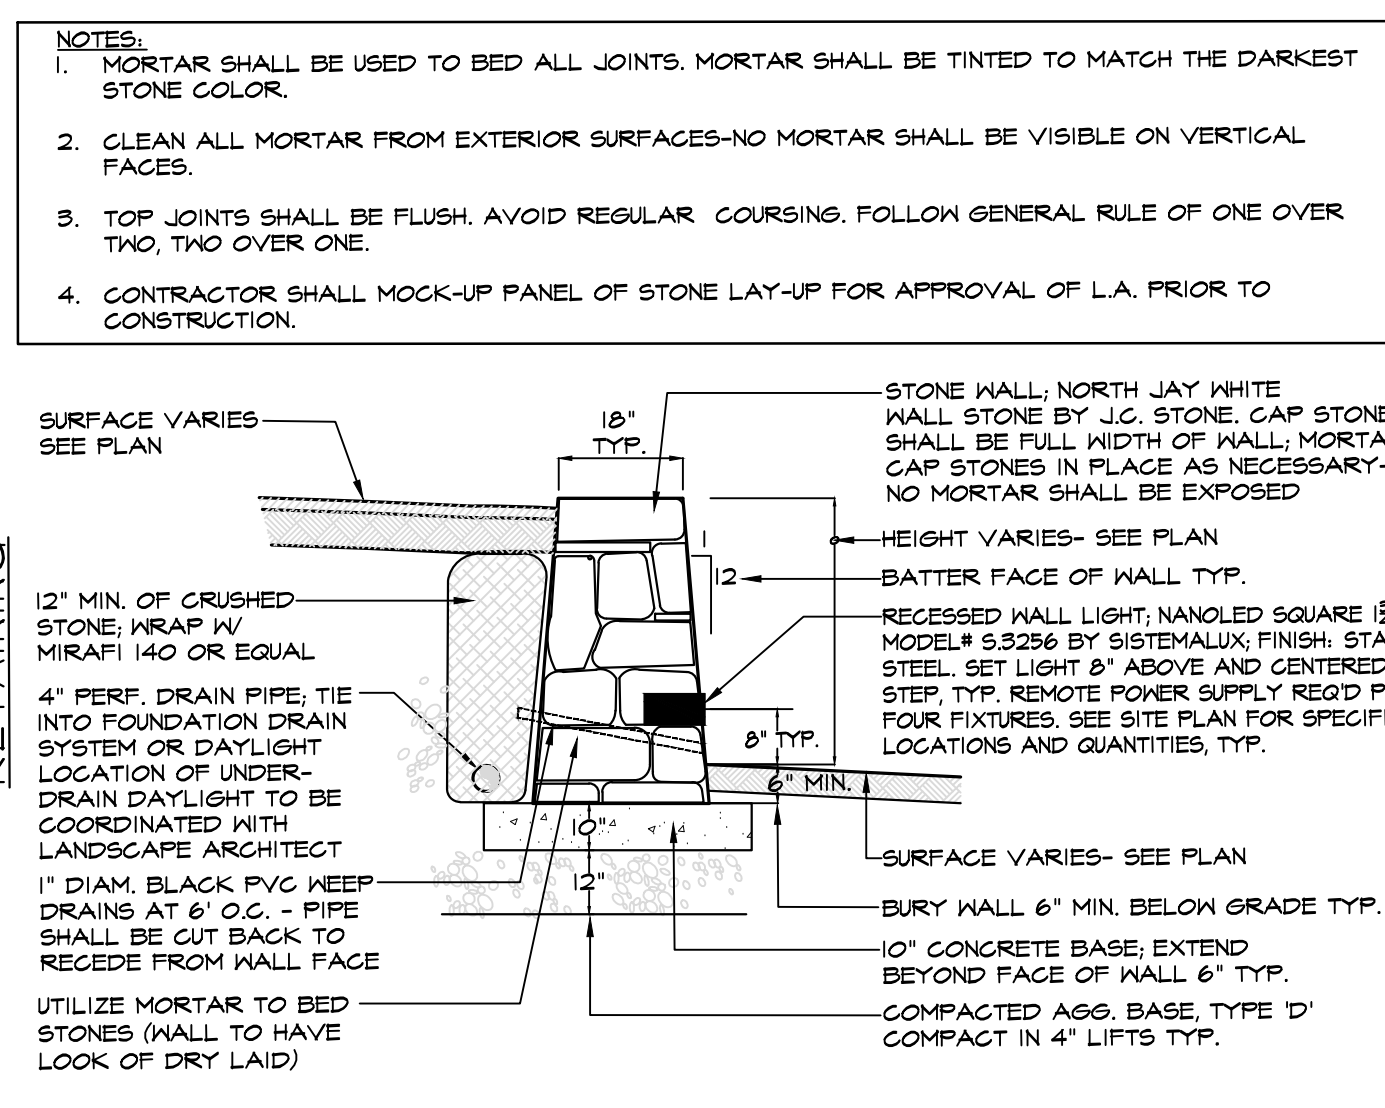 NOTES:
1. MORTAR SHALL BE USED TO BED ALL JOINTS. MORTAR SHALL BE TINTED TO MATCH THE DARKEST
STONE COLOR.
2. CLEAN ALL MORTAR FROM EXTERIOR SURFACES-NO MORTAR SHALL BE VISIBLE ON VERTICAL
FACES.
3. TOP JOINTS SHALL BE FLUSH. AVOID REGULAR COURSING. FOLLOW GENERAL RULE OF ONE OVER
TWO, TWO OVER ONE.
4. CONTRACTOR SHALL MOCK-UP PANEL OF STONE LAY-UP FOR APPROVAL OF L.A. PRIOR TO
CONSTRUCTION.
SURFACE VARIES
SEE PLAN
12" MIN. OF CRUSHED
STONE; WRAP W/
MIRAFI 140 OR EQUAL
4" PERF. DRAIN PIPE; TIE
INTO FOUNDATION DRAIN
SYSTEM OR DAYLIGHT
LOCATION OF UNDER-
DRAIN DAYLIGHT TO BE
COORDINATED WITH
LANDSCAPE ARCHITECT
1" DIAM. BLACK PVC WEEP
DRAINS AT 6' O.C. - PIPE
SHALL BE CUT BACK TO
RECEDE FROM WALL FACE
UTILIZE MORTAR TO BED
STONES (WALL TO HAVE
LOOK OF DRY LAID)
18"
TYP.
1
12
8" TYP.
6" MIN.
10"
12"
STONE WALL; NORTH JAY WHITE
WALL STONE BY J.C. STONE. CAP STONE
SHALL BE FULL WIDTH OF WALL; MORTA
CAP STONES IN PLACE AS NECESSARY-
NO MORTAR SHALL BE EXPOSED
HEIGHT VARIES- SEE PLAN
BATTER FACE OF WALL TYP.
RECESSED WALL LIGHT; NANOLED SQUARE
MODEL# S.3256 BY SISTEMALUX; FINISH: STA
STEEL. SET LIGHT 8" ABOVE AND CENTERED
STEP, TYP. REMOTE POWER SUPPLY REQ'D P
FOUR FIXTURES. SEE SITE PLAN FOR SPECIFI
LOCATIONS AND QUANTITIES, TYP.
SURFACE VARIES- SEE PLAN
BURY WALL 6" MIN. BELOW GRADE TYP.
10" CONCRETE BASE; EXTEND
BEYOND FACE OF WALL 6" TYP.
COMPACTED AGG. BASE, TYPE 'D'
COMPACT IN 4" LIFTS TYP.